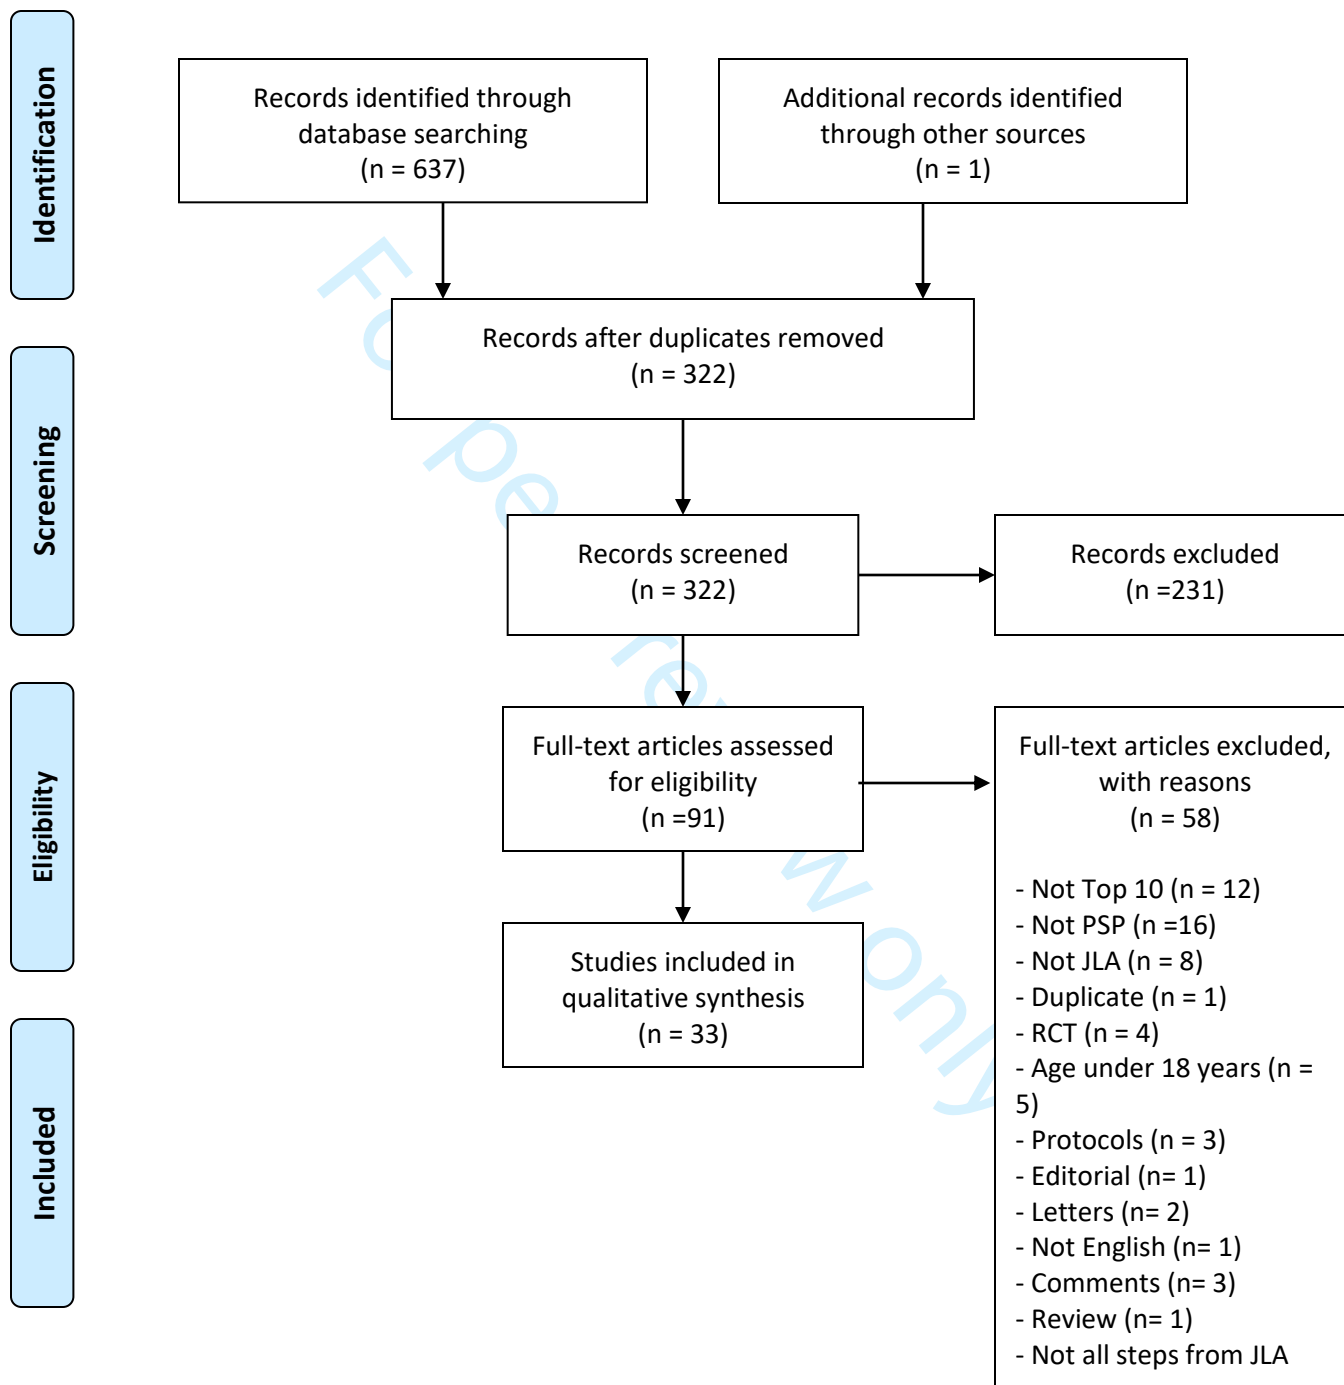 Identification
Records identified through
database searching
(n = 637)
Additional records identified
through other sources
(n = 1)
Records after duplicates removed
(n = 322)
Screening
Records screened
(n = 322)
Records excluded
(n =231)
Eligibility
Full-text articles assessed
for eligibility
(n =91)
Full-text articles excluded,
with reasons
(n = 58)
- Not Top 10 (n = 12)
- Not PSP (n =16)
- Not JLA (n = 8)
- Duplicate (n = 1)
- RCT (n = 4)
- Age under 18 years (n =
5)
- Protocols (n = 3)
- Editorial (n= 1)
- Letters (n= 2)
- Not English (n= 1)
- Comments (n= 3)
- Review (n= 1)
- Not all steps from JLA
Studies included in
qualitative synthesis
(n = 33)
Included
For peer review only